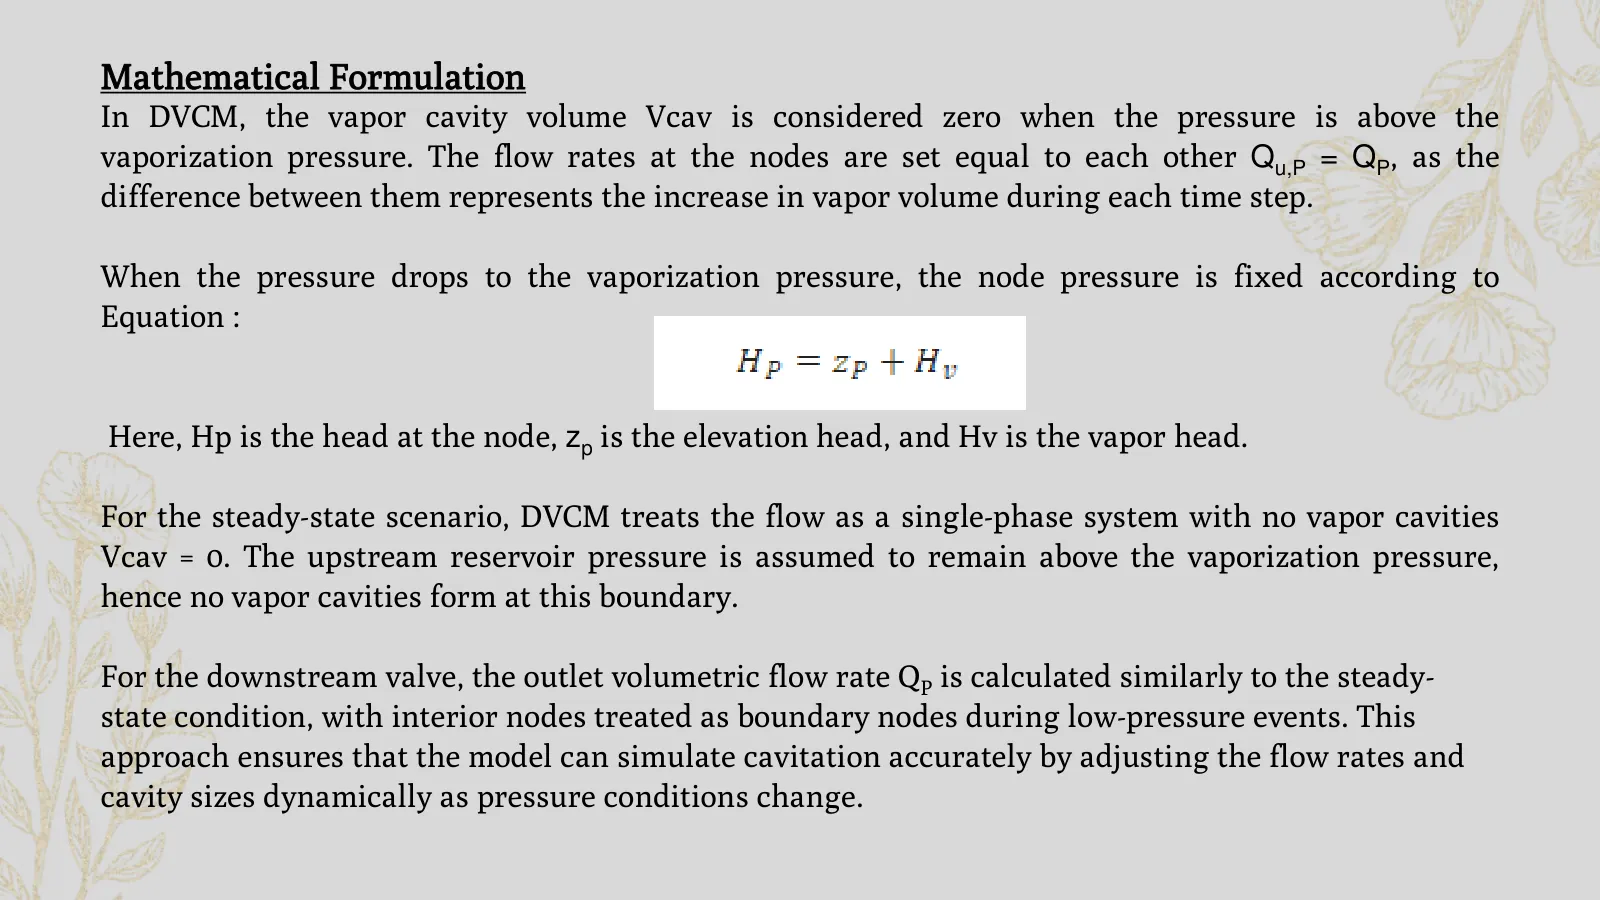 Mathematical Formulation
In DVCM, the vapor cavity volume Vcav is considered zero when the pressure is above the
vaporization pressure. The flow rates at the nodes are set equal to each other Qu,P = QP, as the
difference between them represents the increase in vapor volume during each time step.
When the pressure drops to the vaporization pressure, the node pressure is fixed according to
Equation :
HP = zP + Hv
Here, Hp is the head at the node, zp is the elevation head, and Hv is the vapor head.
For the steady-state scenario, DVCM treats the flow as a single-phase system with no vapor cavities
Vcav = 0. The upstream reservoir pressure is assumed to remain above the vaporization pressure,
hence no vapor cavities form at this boundary.
For the downstream valve, the outlet volumetric flow rate QP is calculated similarly to the steady-
state condition, with interior nodes treated as boundary nodes during low-pressure events. This
approach ensures that the model can simulate cavitation accurately by adjusting the flow rates and
cavity sizes dynamically as pressure conditions change.